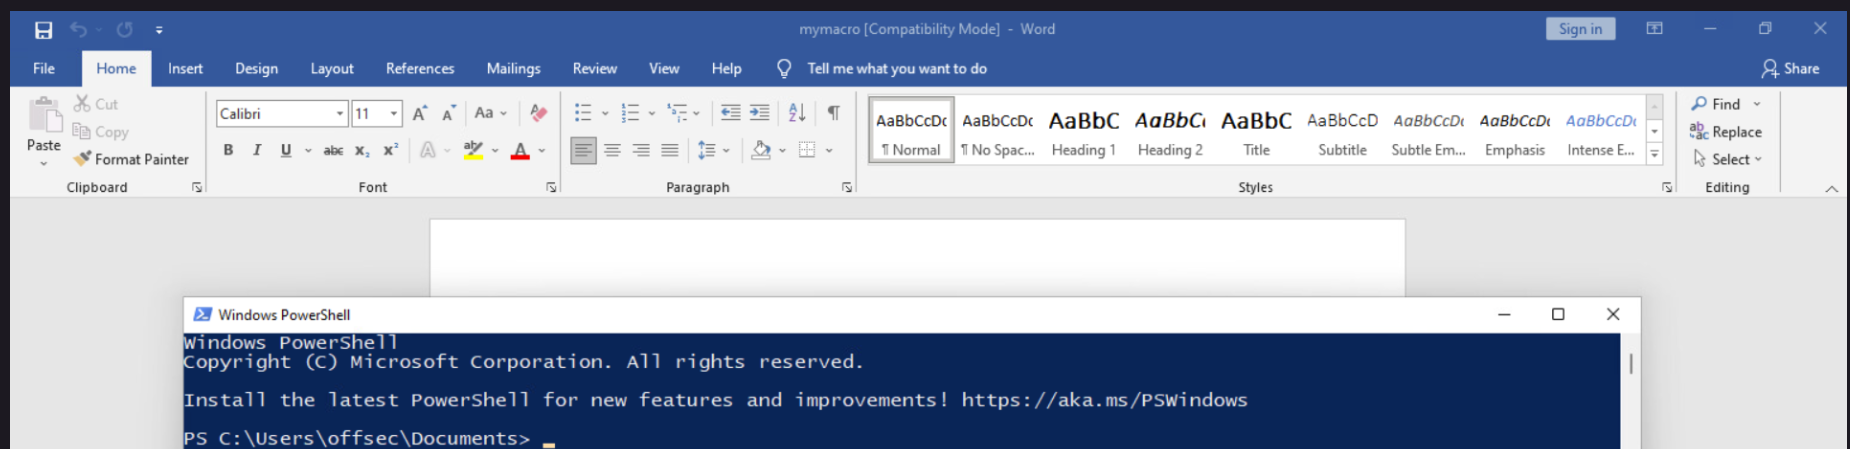 mymacro [Compatibility Mode] - Word
Sign in
File Home Insert Design Layout References Mailings Review View Help Tell me what you want to do Share
Paste
Cut
Copy
Format Painter
Clipboard
Calibri 11 Aa
B I U abc x₂ x²
Font
Paragraph
AaBbCcDc AaBbCcDc AaBbC AaBbCc AaBbC AaBbCcD AaBbCcDc AaBbCcDc AaBbCcDc
¶ Normal ¶ No Spac... Heading 1 Heading 2 Title Subtitle Subtle Em... Emphasis Intense E...
Styles
Find
Replace
Select
Editing
Windows PowerShell
Windows PowerShell
Copyright (C) Microsoft Corporation. All rights reserved.
Install the latest PowerShell for new features and improvements! https://aka.ms/PSWindows
PS C:\Users\offsec\Documents>